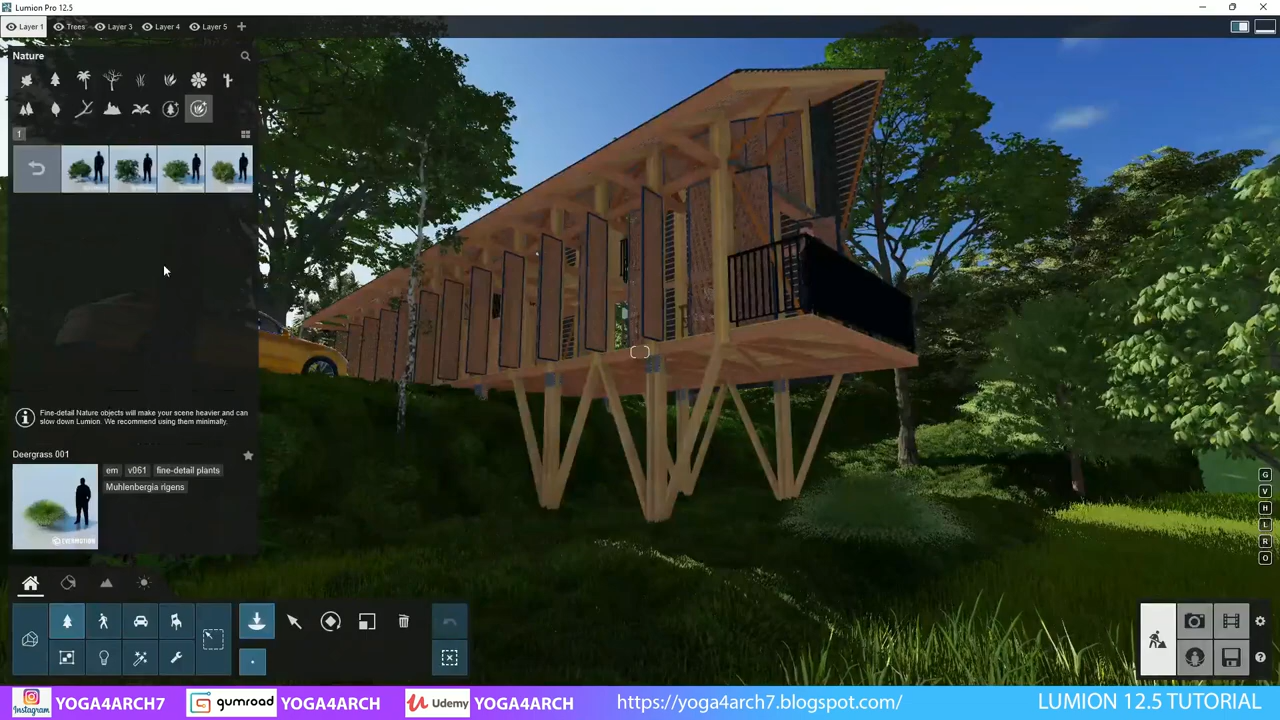 Lumion Pro 12.5
Layer 1 Trees Layer 3 Layer 4 Layer 5
Nature
1
Fine-detail Nature objects will make your scene heavier and can
slow down Lumion. We recommend using them minimally.
Deergrass 001
em v061 fine-detail plants
Muhlenbergia rigens
EVERMOTION
G
V
H
L
R
O
Instagram YOGA4ARCH7 gumroad YOGA4ARCH Udemy YOGA4ARCH https://yoga4arch7.blogspot.com/ LUMION 12.5 TUTORIAL